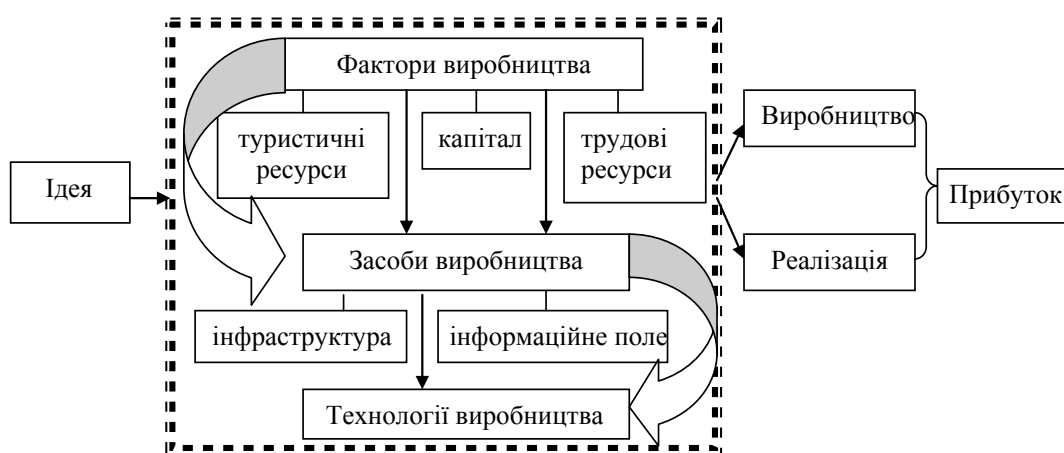 Фактори виробництва
туристичні
ресурси
капітал
трудові
ресурси
Виробництво
Ідея
Прибуток
Засоби виробництва
Реалізація
інфраструктура
інформаційне поле
Технології виробництва